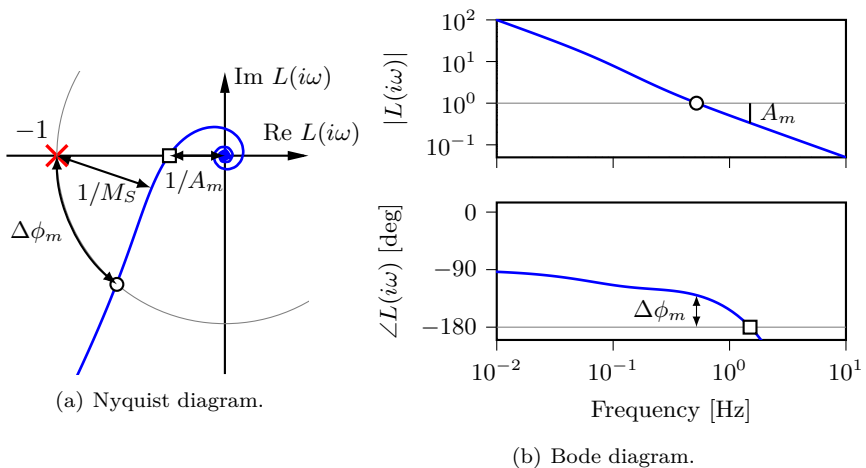 Im L(iω)
Re L(iω)
−1
1/M_S
1/A_m
Δϕ_m
(a) Nyquist diagram.
|L(iω)|
10^2
10^1
10^0
10^−1
A_m
∠L(iω) [deg]
0
−90
−180
Δϕ_m
10^−2
10^−1
10^0
10^1
Frequency [Hz]
(b) Bode diagram.